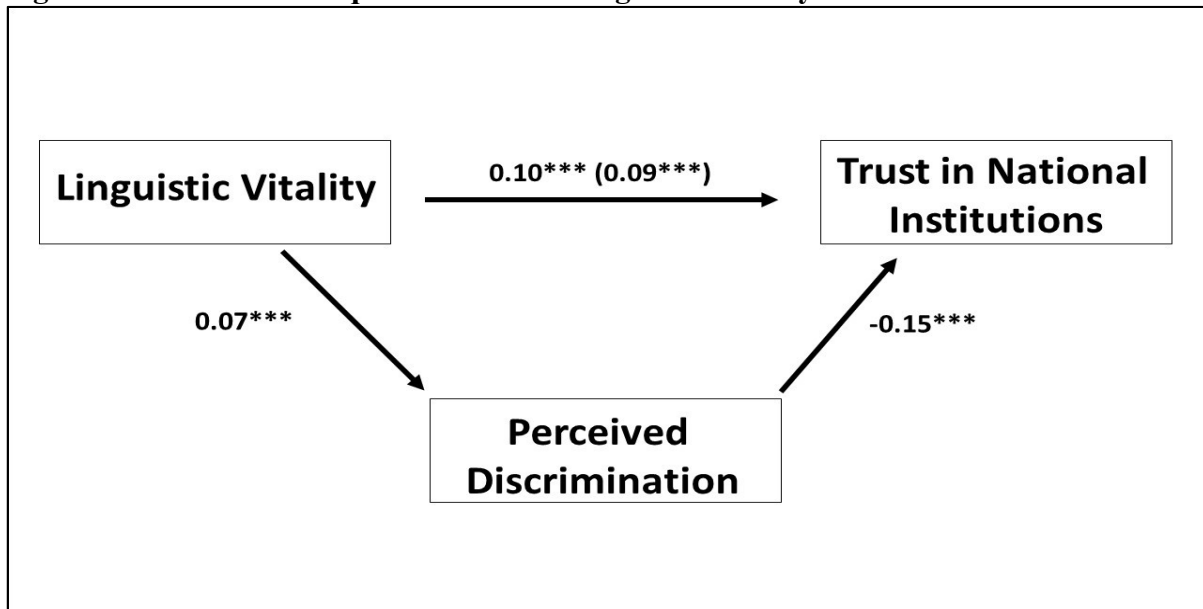 Linguistic Vitality
0.10*** (0.09***)
Trust in National
Institutions
0.07***
-0.15***
Perceived
Discrimination